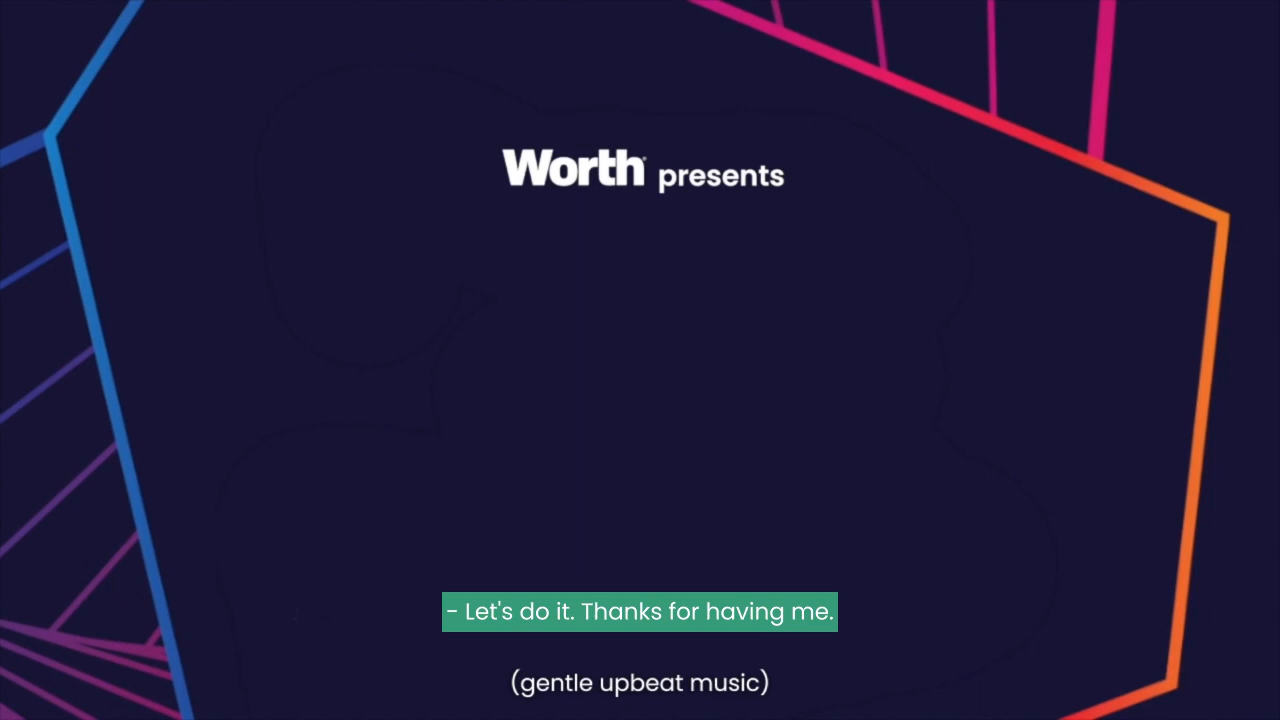 Worth presents
- Let's do it. Thanks for having me.
(gentle upbeat music)